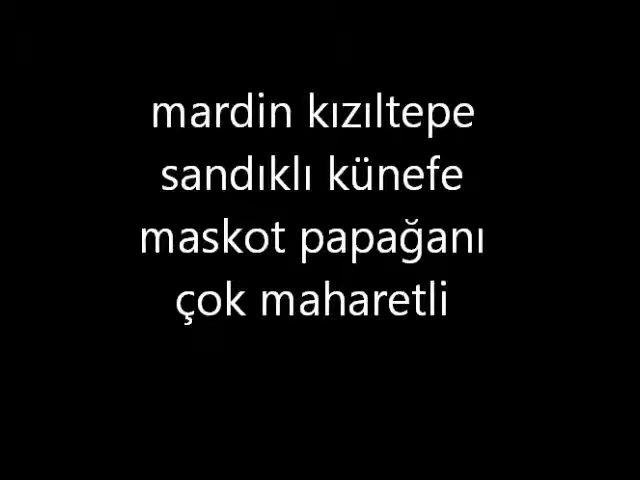 mardin kızıltepe
sandıklı künefe
maskot papağanı
çok maharetli